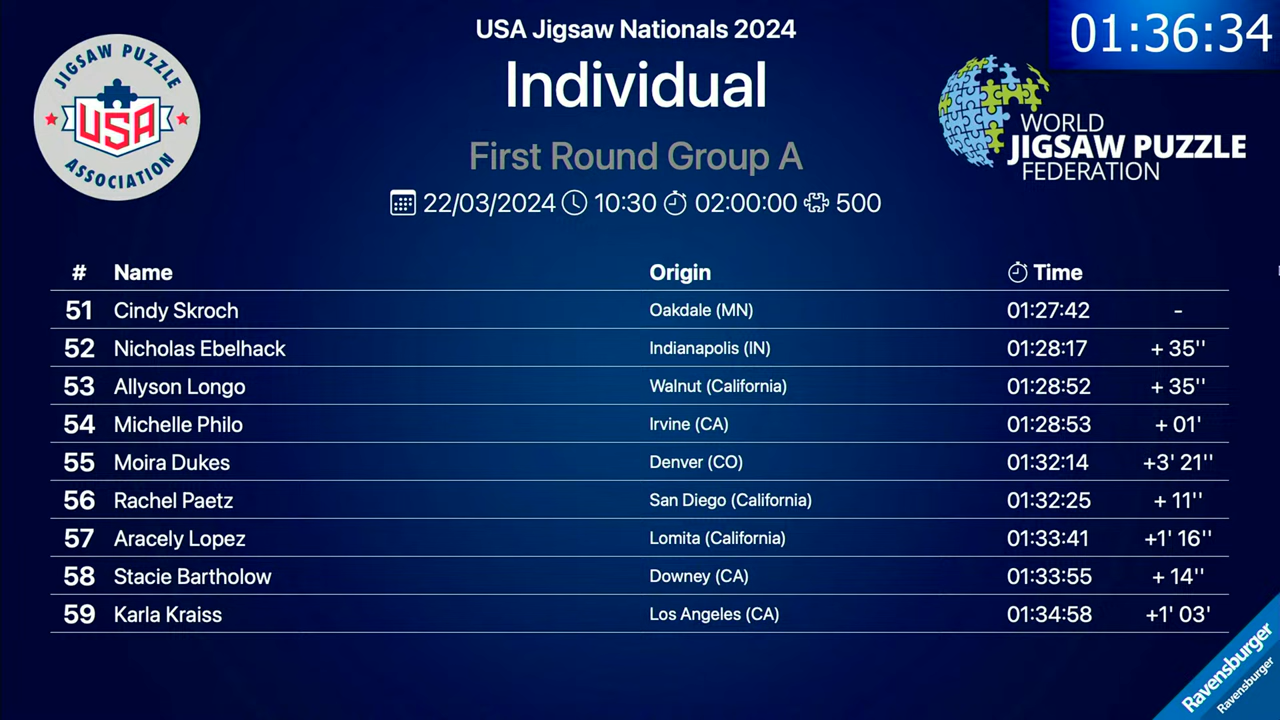 USA Jigsaw Nationals 2024
01:36:34
Individual
First Round Group A
22/03/2024 10:30 02:00:00 500
JIGSAW PUZZLE
USA
ASSOCIATION
WORLD
JIGSAW PUZZLE
FEDERATION
# Name Origin Time
51 Cindy Skroch Oakdale (MN) 01:27:42 -
52 Nicholas Ebelhack Indianapolis (IN) 01:28:17 + 35''
53 Allyson Longo Walnut (California) 01:28:52 + 35''
54 Michelle Philo Irvine (CA) 01:28:53 + 01'
55 Moira Dukes Denver (CO) 01:32:14 +3' 21''
56 Rachel Paetz San Diego (California) 01:32:25 + 11''
57 Aracely Lopez Lomita (California) 01:33:41 +1' 16''
58 Stacie Bartholow Downey (CA) 01:33:55 + 14''
59 Karla Kraiss Los Angeles (CA) 01:34:58 +1' 03'
Ravensburger
Ravensburger